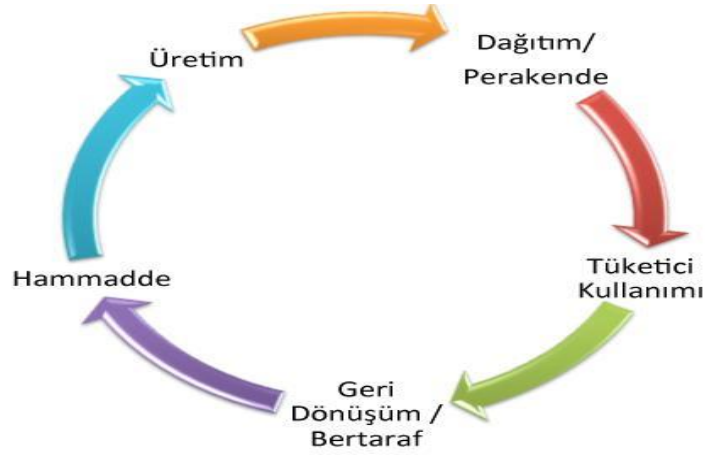 Üretim
Dağıtım/
Perakende
Tüketici
Kullanımı
Geri
Dönüşüm /
Bertaraf
Hammadde